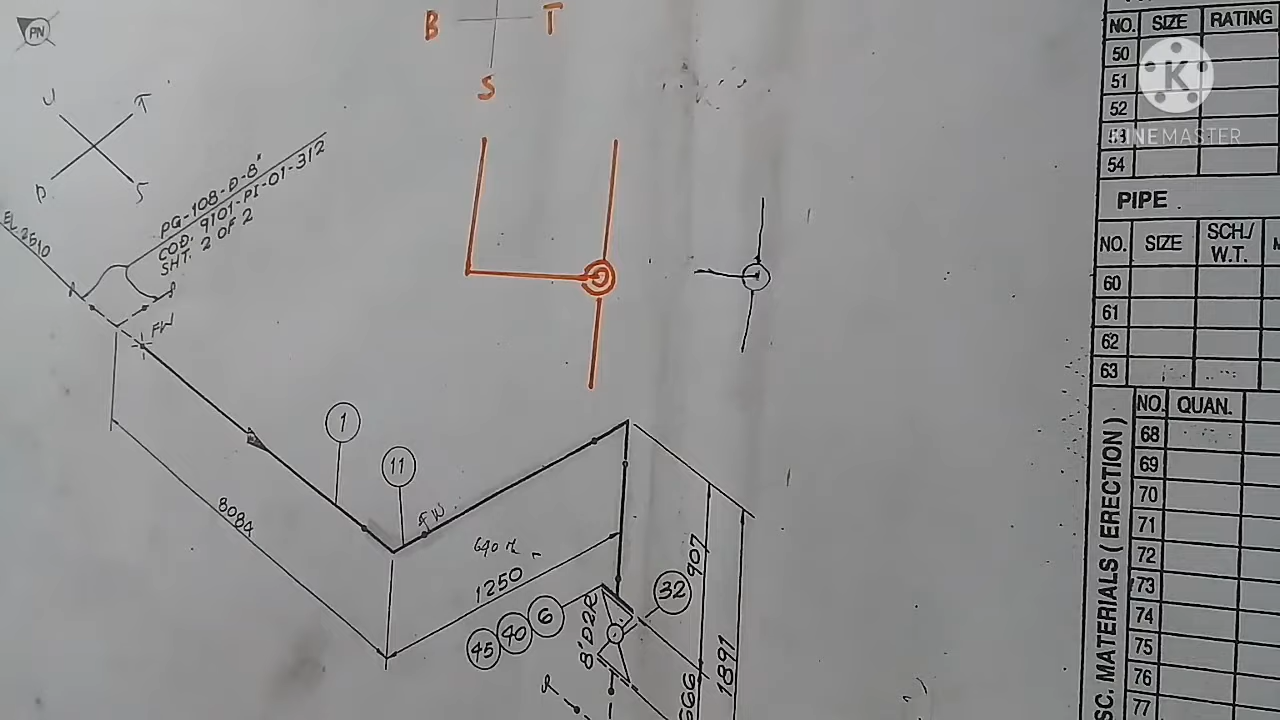 PN
B T
S
U T
D S
EL 2510
PG-108-D-8"
COD. 9101-PI-01-312
SHT. 2 OF 2
FW
1
11
FW
8084
1250
907
1891
666
32
6
40
45
8"D2R
NO. SIZE RATING
50
51
52
53
54
KINEMASTER
K
PIPE
NO. SIZE SCH./
W.T.
60
61
62
63
SC. MATERIALS ( ERECTION )
NO. QUAN.
68
69
70
71
72
73
74
75
76
77